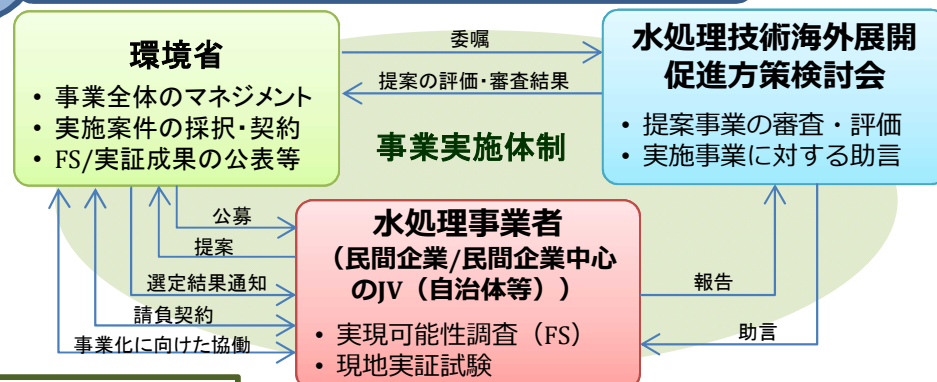 環境省
• 事業全体のマネジメント
• 実施案件の採択・契約
• FS/実証成果の公表等
委嘱
提案の評価・審査結果
水処理技術海外展開
促進方策検討会
• 提案事業の審査・評価
• 実施事業に対する助言
事業実施体制
公募
提案
選定結果通知
請負契約
事業化に向けた協働
水処理事業者
（民間企業/民間企業中心
のJV（自治体等））
• 実現可能性調査（FS）
• 現地実証試験
報告
助言